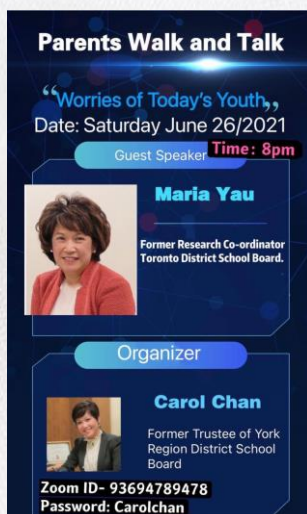 Parents Walk and Talk
“Worries of Today's Youth„
Date: Saturday June 26/2021
Time: 8pm
Guest Speaker
Maria Yau
Former Research Co-ordinator
Toronto District School Board.
Organizer
Carol Chan
Former Trustee of York
Region District School
Board
Zoom ID- 93694789478
Password: Carolchan